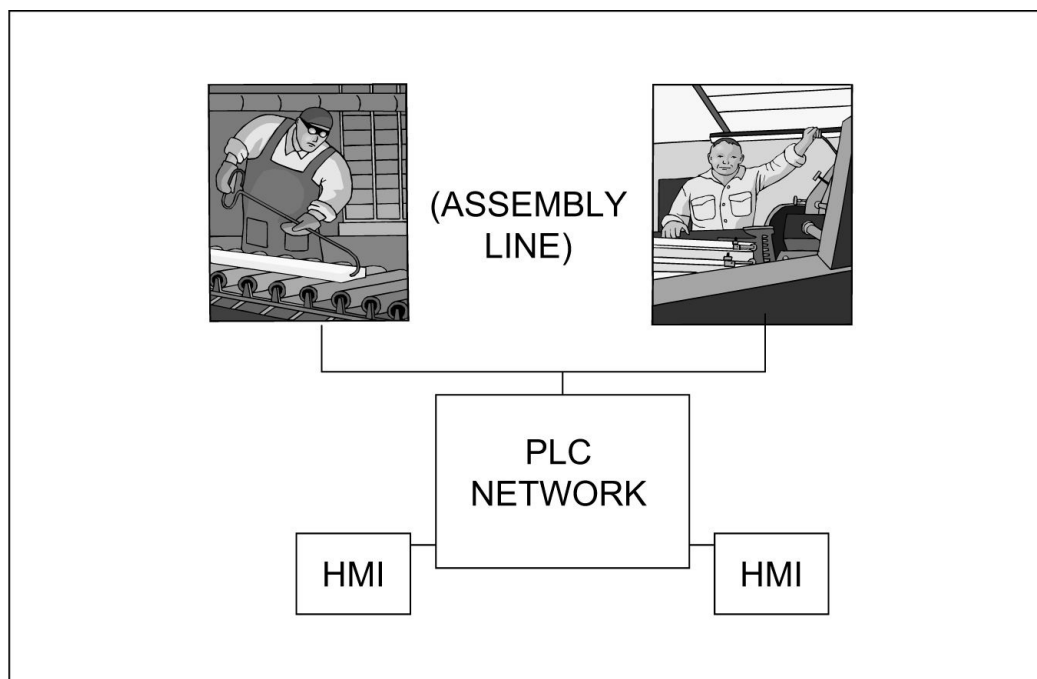 (ASSEMBLY
LINE)
PLC
NETWORK
HMI
HMI